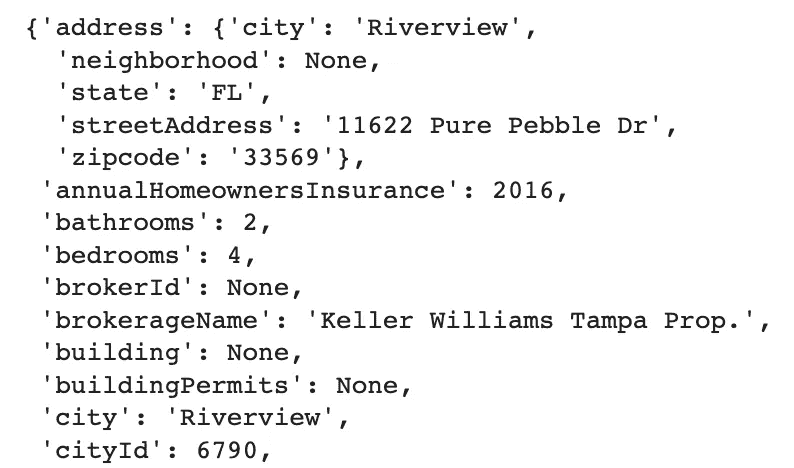 {'address': {'city': 'Riverview',
'neighborhood': None,
'state': 'FL',
'streetAddress': '11622 Pure Pebble Dr',
'zipcode': '33569'},
'annualHomeownersInsurance': 2016,
'bathrooms': 2,
'bedrooms': 4,
'brokerId': None,
'brokerageName': 'Keller Williams Tampa Prop.',
'building': None,
'buildingPermits': None,
'city': 'Riverview',
'cityId': 6790,